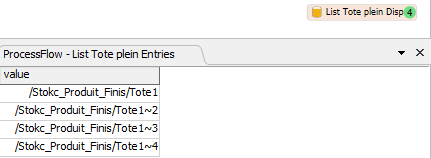 List Tote plein Disp 4
ProcessFlow - List Tote plein Entries
value
/Stokc_Produit_Finis/Tote1
/Stokc_Produit_Finis/Tote1~2
/Stokc_Produit_Finis/Tote1~3
/Stokc_Produit_Finis/Tote1~4